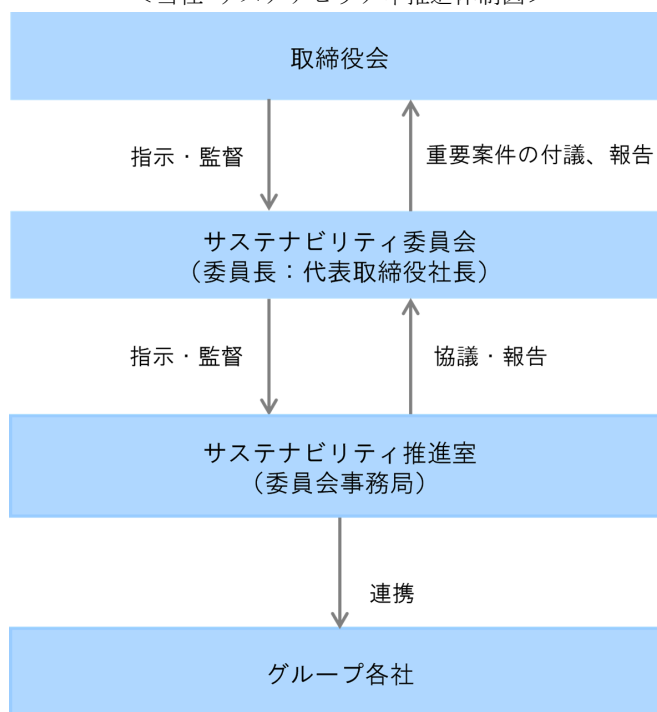 取締役会
指示・監督
重要案件の付議、報告
サステナビリティ委員会
（委員長：代表取締役社長）
指示・監督
協議・報告
サステナビリティ推進室
（委員会事務局）
連携
グループ各社